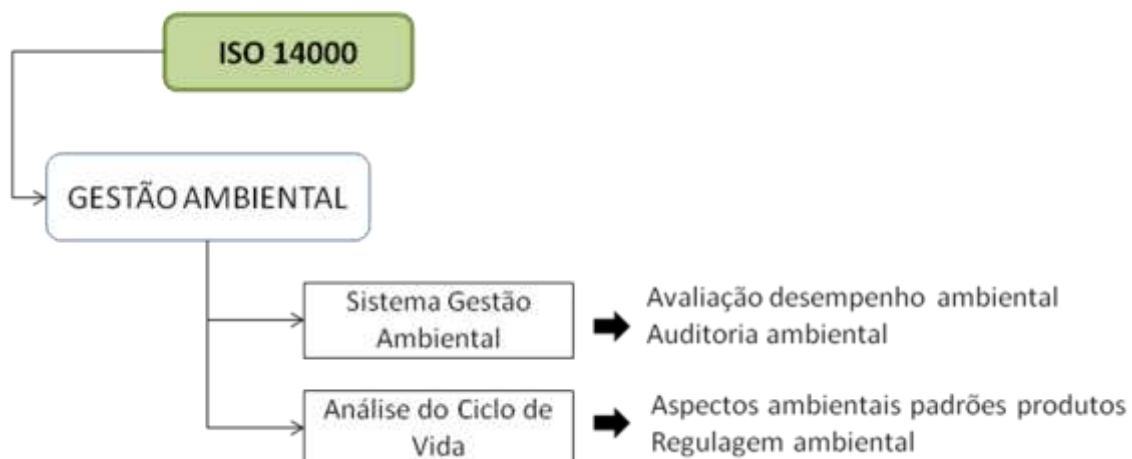 ISO 14000
GESTÃO AMBIENTAL
Sistema Gestão
Ambiental
Avaliação desempenho ambiental
Auditoria ambiental
Análise do Ciclo de
Vida
Aspectos ambientais padrões produtos
Regulagem ambiental